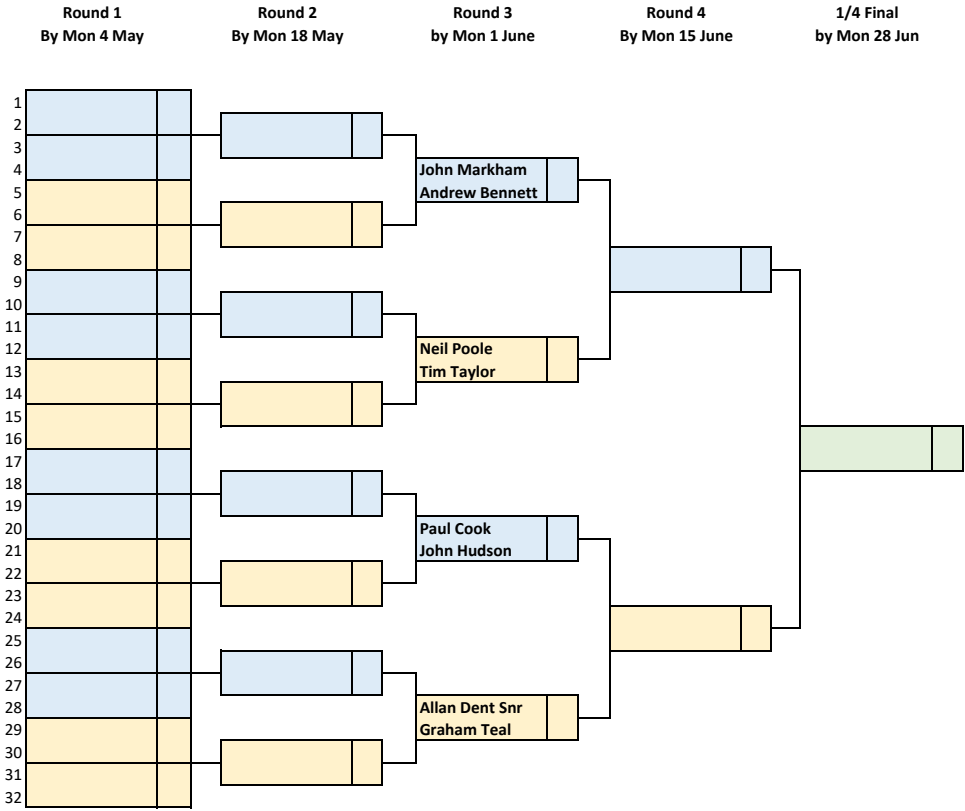 Round 1
By Mon 4 May
Round 2
By Mon 18 May
Round 3
by Mon 1 June
Round 4
By Mon 15 June
1/4 Final
by Mon 28 Jun
1
2
3
4
5
6
7
8
9
10
11
12
13
14
15
16
17
18
19
20
21
22
23
24
25
26
27
28
29
30
31
32
John Markham
Andrew Bennett
Neil Poole
Tim Taylor
Paul Cook
John Hudson
Allan Dent Snr
Graham Teal